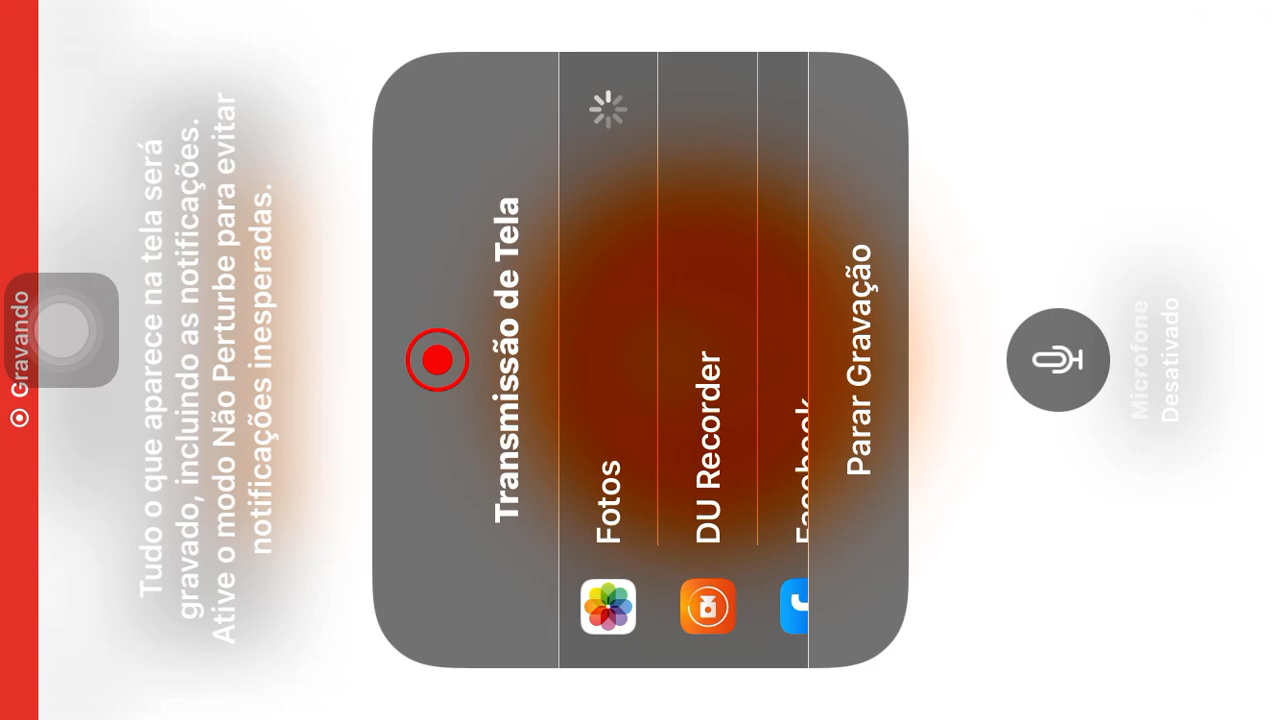 Gravando
Tudo o que aparece na tela será
gravado, incluindo as notificações.
Ative o modo Não Perturbe para evitar
notificações inesperadas.
Transmissão de Tela
Fotos
DU Recorder
Facebook
Parar Gravação
Microfone
Desativado